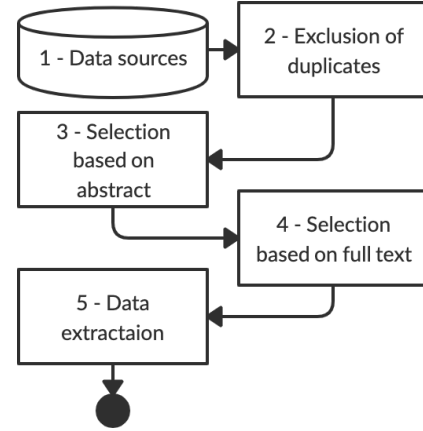 1 - Data sources
2 - Exclusion of
duplicates
3 - Selection
based on
abstract
4 - Selection
based on full text
5 - Data
extractaion